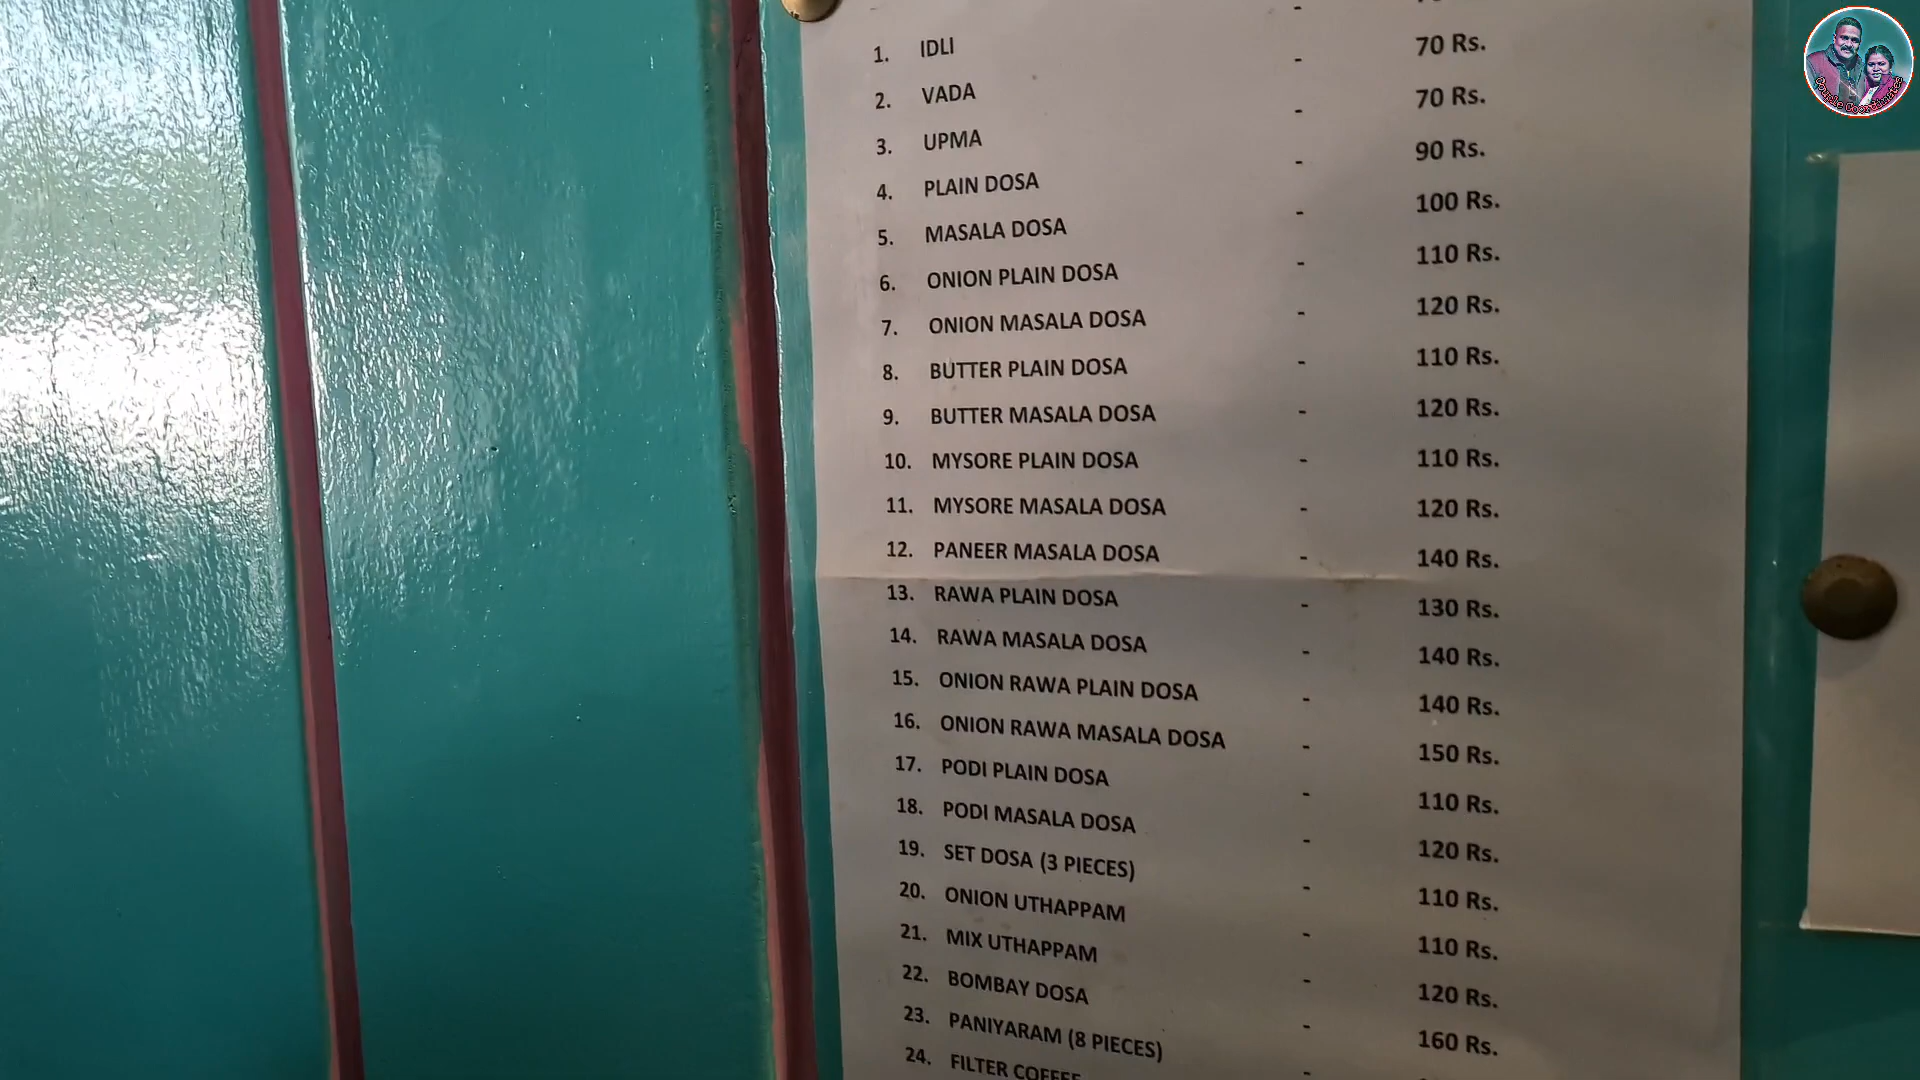 1. IDLI -
2. VADA - 70 Rs.
3. UPMA - 70 Rs.
4. PLAIN DOSA - 90 Rs.
5. MASALA DOSA - 100 Rs.
6. ONION PLAIN DOSA - 110 Rs.
7. ONION MASALA DOSA - 120 Rs.
8. BUTTER PLAIN DOSA - 110 Rs.
9. BUTTER MASALA DOSA - 120 Rs.
10. MYSORE PLAIN DOSA - 110 Rs.
11. MYSORE MASALA DOSA - 120 Rs.
12. PANEER MASALA DOSA - 140 Rs.
13. RAWA PLAIN DOSA - 130 Rs.
14. RAWA MASALA DOSA - 140 Rs.
15. ONION RAWA PLAIN DOSA - 140 Rs.
16. ONION RAWA MASALA DOSA - 150 Rs.
17. PODI PLAIN DOSA - 110 Rs.
18. PODI MASALA DOSA - 120 Rs.
19. SET DOSA (3 PIECES) - 110 Rs.
20. ONION UTHAPPAM - 110 Rs.
21. MIX UTHAPPAM - 120 Rs.
22. BOMBAY DOSA - 160 Rs.
23. PANIYARAM (8 PIECES) -
24. FILTER COFFEE
Couple Coordinates